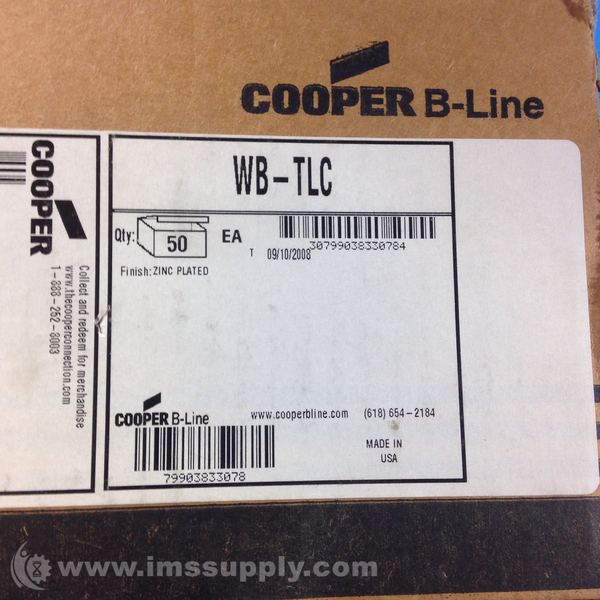 COOPER B-Line
COOPER
Collect and redeem for merchandise
www.thecooperconnection.com
1-888-252-8003
WB-TLC
Qty: 50 EA
30799038330784
T 09/10/2008
Finish: ZINC PLATED
COOPER B-Line
www.cooperbline.com (618) 654-2184
79903833078
MADE IN
USA
www.imssupply.com